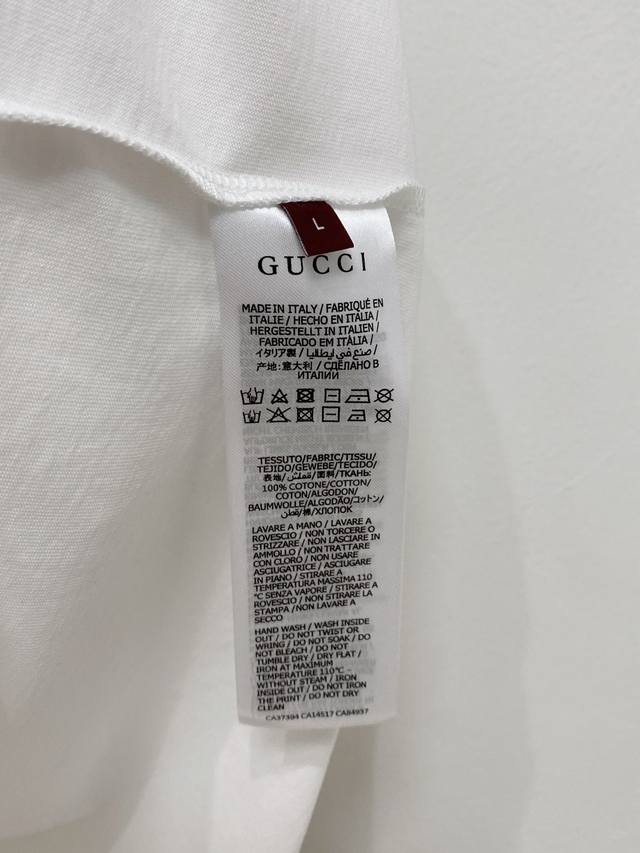 L
GUCCI
MADE IN ITALY / FABRIQUÉ EN
ITALIE / HECHO EN ITALIA /
HERGESTELLT IN ITALIEN /
FABRICADO EM ITÁLIA /
イタリア製 / صنع في ايطاليا /
产地:意大利 / СДЕЛАНО В
ИТАЛИИ
TESSUTO/FABRIC/TISSU/
TEJIDO/GEWEBE/TECIDO/
表地/قماش/面料/ТКАНЬ:
100% COTONE/COTTON/
COTON/ALGODON/
BAUMWOLLE/ALGODÃO/コットン/
قطن/棉/ХЛОПОК
LAVARE A MANO / LAVARE A
ROVESCIO / NON TORCERE O
STRIZZARE / NON LASCIARE IN
AMMOLLO / NON TRATTARE
CON CLORO / NON USARE
ASCIUGATRICE / ASCIUGARE
IN PIANO / STIRARE A
TEMPERATURA MASSIMA 110
°C SENZA VAPORE / STIRARE A
ROVESCIO / NON STIRARE LA
STAMPA / NON LAVARE A
SECCO
HAND WASH / WASH INSIDE
OUT / DO NOT TWIST OR
WRING / DO NOT SOAK / DO
NOT BLEACH / DO NOT
TUMBLE DRY / DRY FLAT /
IRON AT MAXIMUM
TEMPERATURE 110°C -
WITHOUT STEAM / IRON
INSIDE OUT / DO NOT IRON
THE PRINT / DO NOT DRY
CLEAN
CA37394 CA14517 CA84937